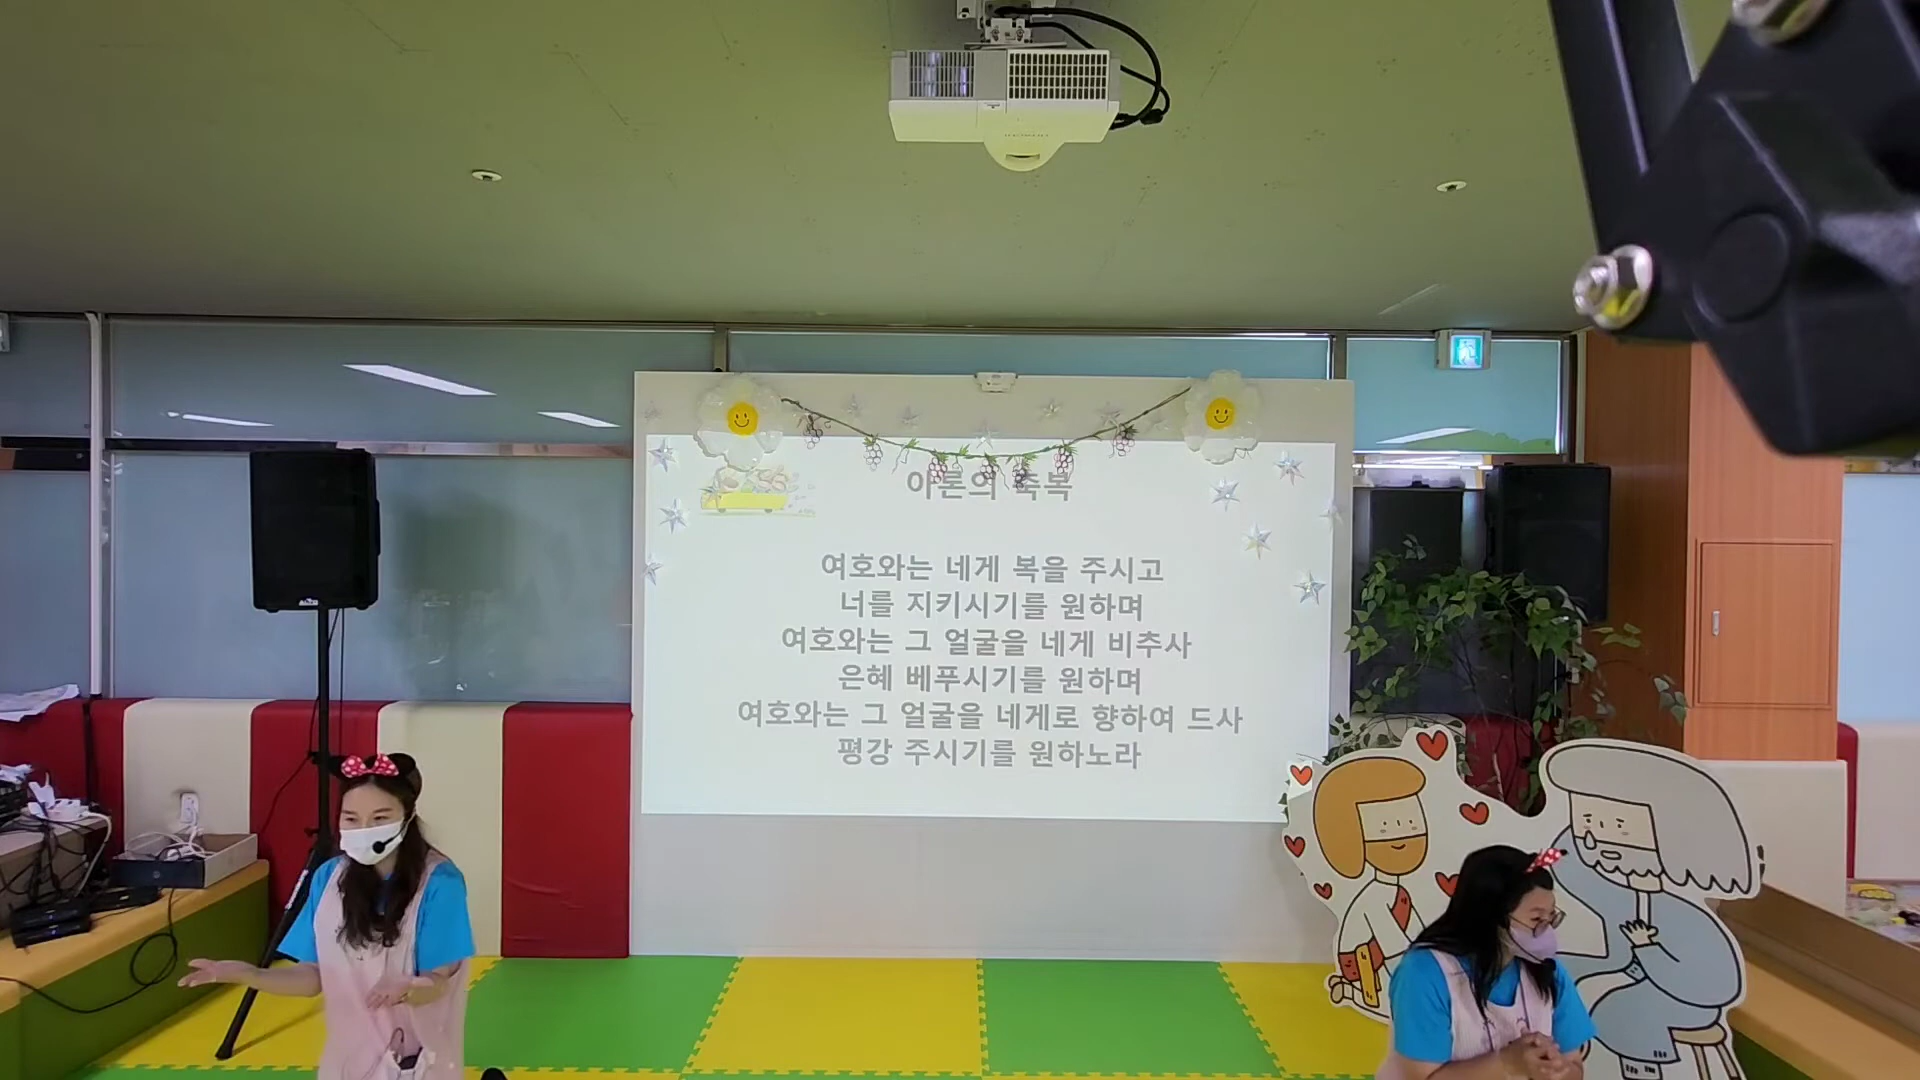 아론의 축복
여호와는 네게 복을 주시고
너를 지키시기를 원하며
여호와는 그 얼굴을 네게 비추사
은혜 베푸시기를 원하며
여호와는 그 얼굴을 네게로 향하여 드사
평강 주시기를 원하노라